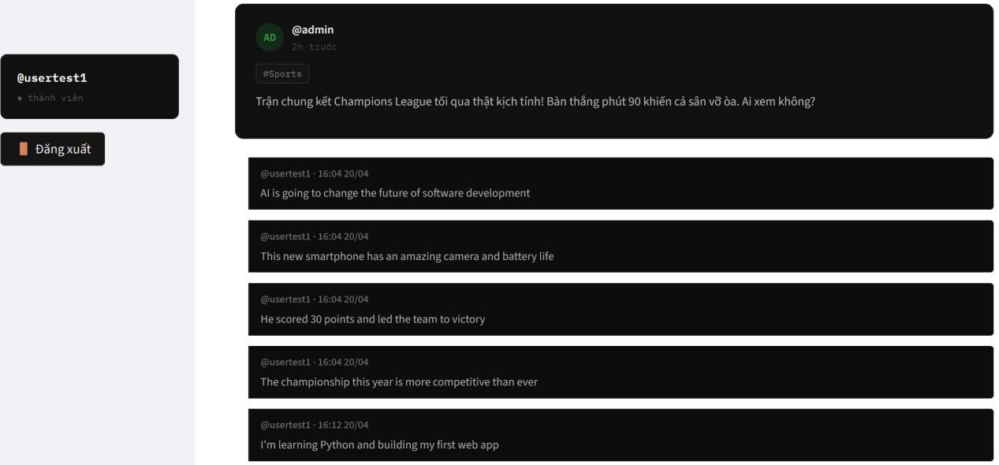 @usertest1
• thành viên
Đăng xuất
AD
@admin
2h trước
#Sports
Trận chung kết Champions League tối qua thật kịch tính! Bàn thắng phút 90 khiến cả sân vỡ òa. Ai xem không?
@usertest1 · 16:04 20/04
AI is going to change the future of software development
@usertest1 · 16:04 20/04
This new smartphone has an amazing camera and battery life
@usertest1 · 16:04 20/04
He scored 30 points and led the team to victory
@usertest1 · 16:04 20/04
The championship this year is more competitive than ever
@usertest1 · 16:12 20/04
I'm learning Python and building my first web app